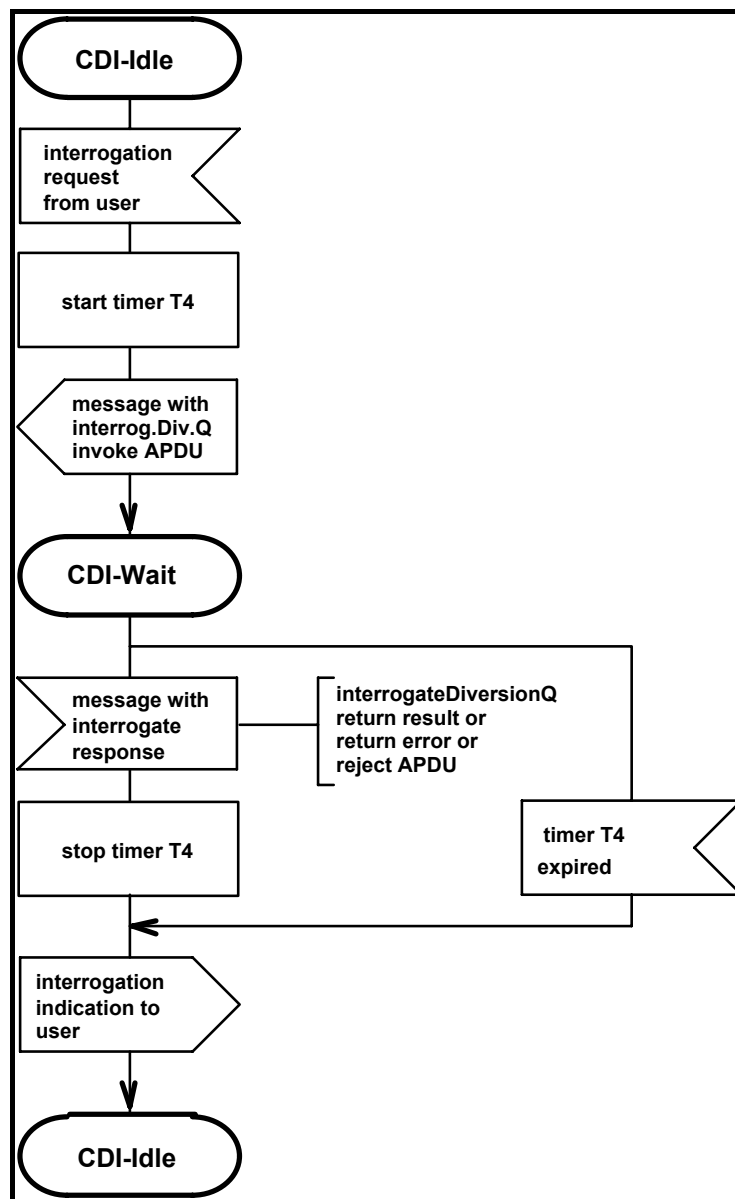 CDI-Idle
interrogation
request
from user
start timer T4
message with
interrog.Div.Q
invoke APDU
CDI-Wait
message with
interrogate
response
interrogateDiversionQ
return result or
return error or
reject APDU
stop timer T4
timer T4
expired
interrogation
indication to
user
CDI-Idle